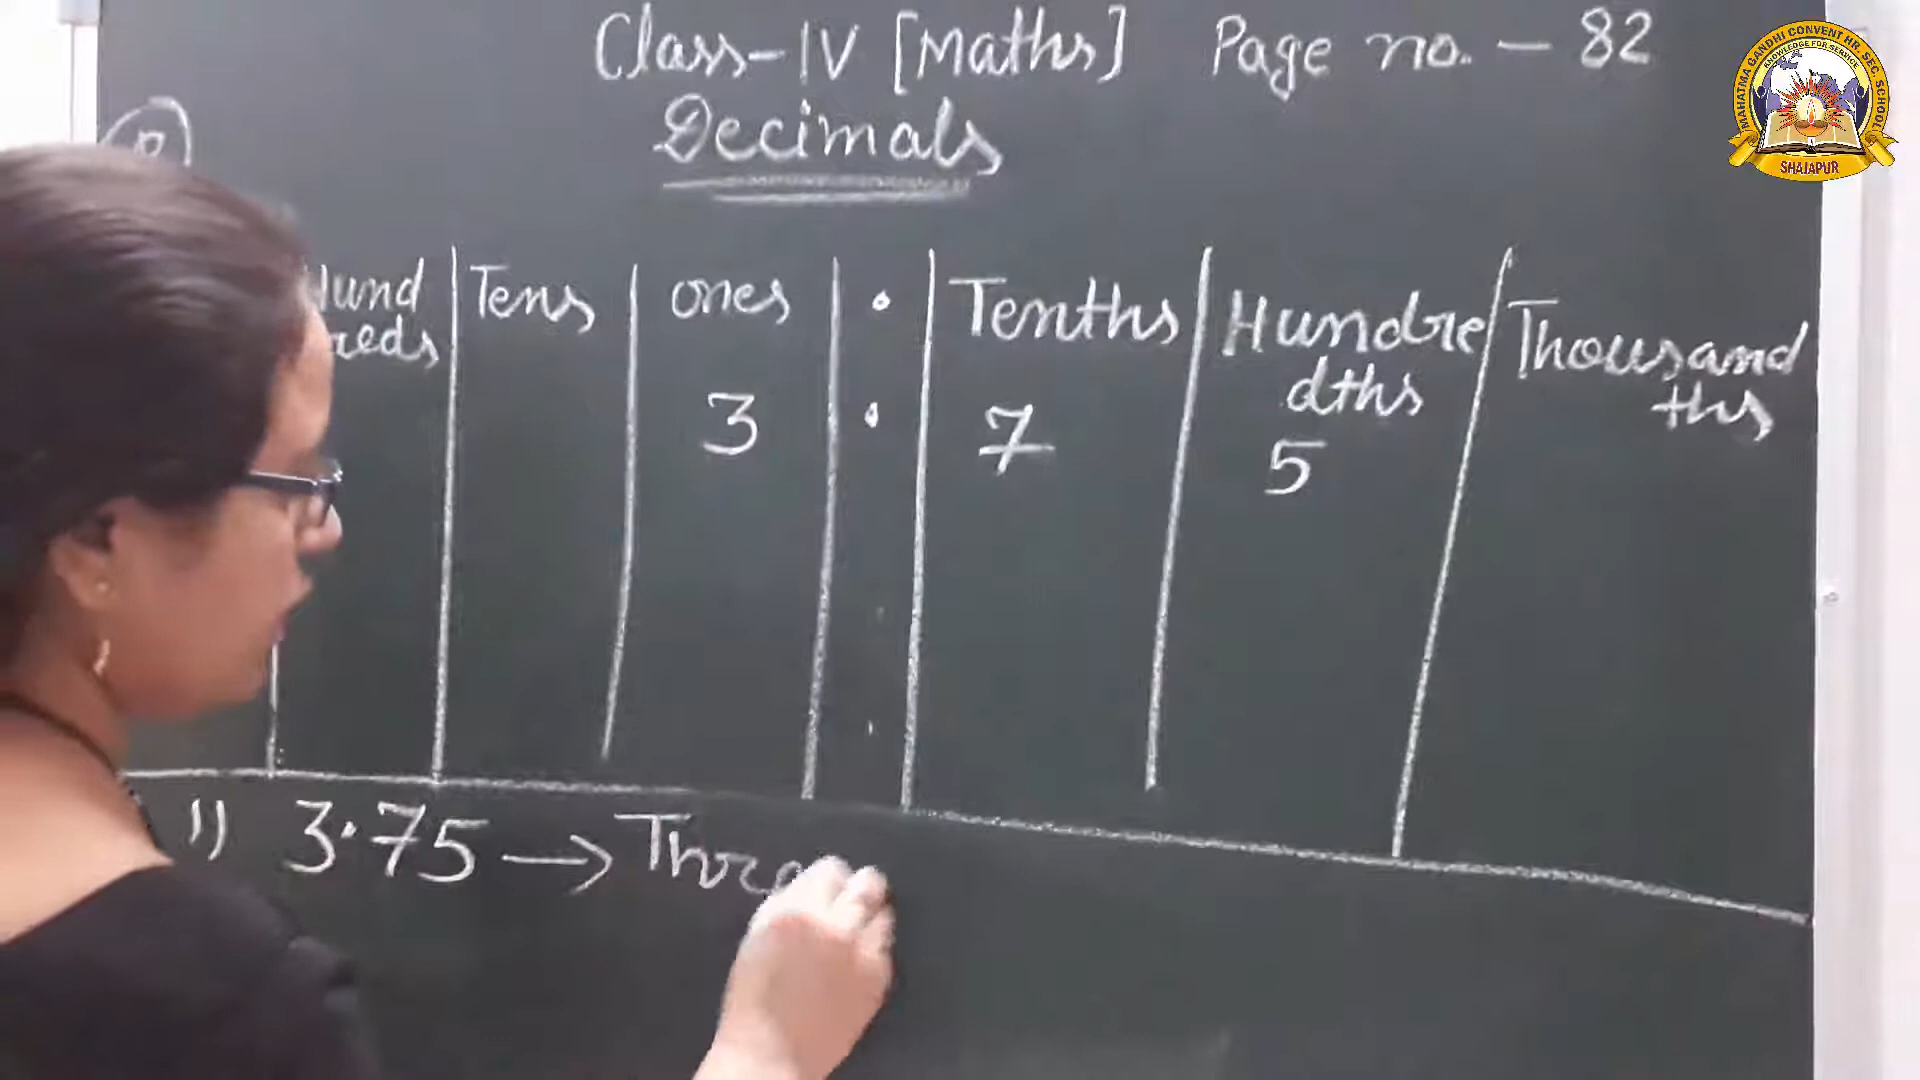 Class-IV [Maths] Page no. - 82
Decimals
Hundreds Tens ones . Tenths Hundredths Thousandths
3 . 7 5
1) 3.75 → Three
MAHATMA GANDHI CONVENT HR. SEC. SCHOOL
KNOWLEDGE FOR SERVICE
SHAJAPUR